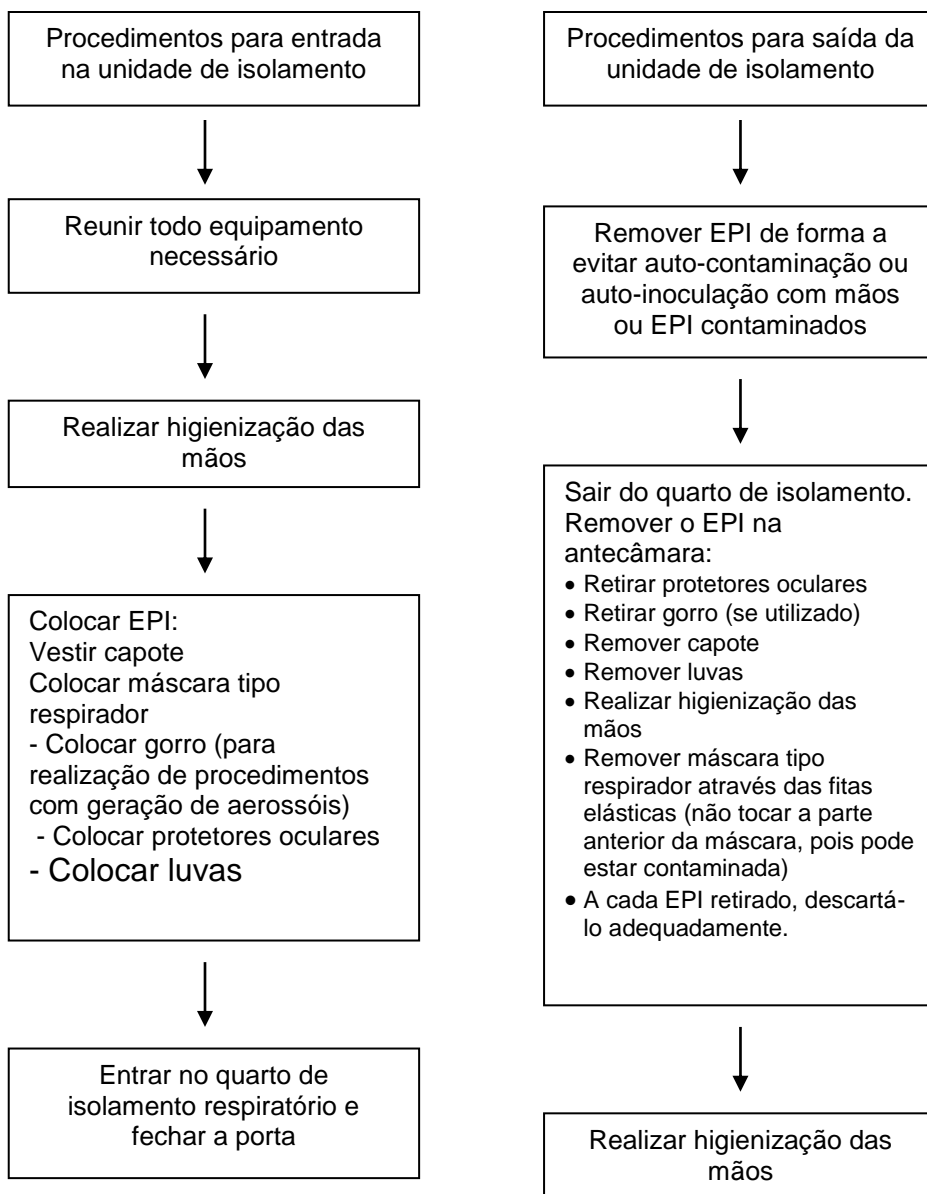 Procedimentos para entrada
na unidade de isolamento
Reunir todo equipamento
necessário
Realizar higienização das
mãos
Colocar EPI:
Vestir capote
Colocar máscara tipo
respirador
- Colocar gorro (para
realização de procedimentos
com geração de aerossóis)
- Colocar protetores oculares
- Colocar luvas
Entrar no quarto de
isolamento respiratório e
fechar a porta
Procedimentos para saída da
unidade de isolamento
Remover EPI de forma a
evitar auto-contaminação ou
auto-inoculação com mãos
ou EPI contaminados
Sair do quarto de isolamento.
Remover o EPI na
antecâmara:
• Retirar protetores oculares
• Retirar gorro (se utilizado)
• Remover capote
• Remover luvas
• Realizar higienização das
mãos
• Remover máscara tipo
respirador através das fitas
elásticas (não tocar a parte
anterior da máscara, pois pode
estar contaminada)
• A cada EPI retirado, descartá-
lo adequadamente.
Realizar higienização das
mãos